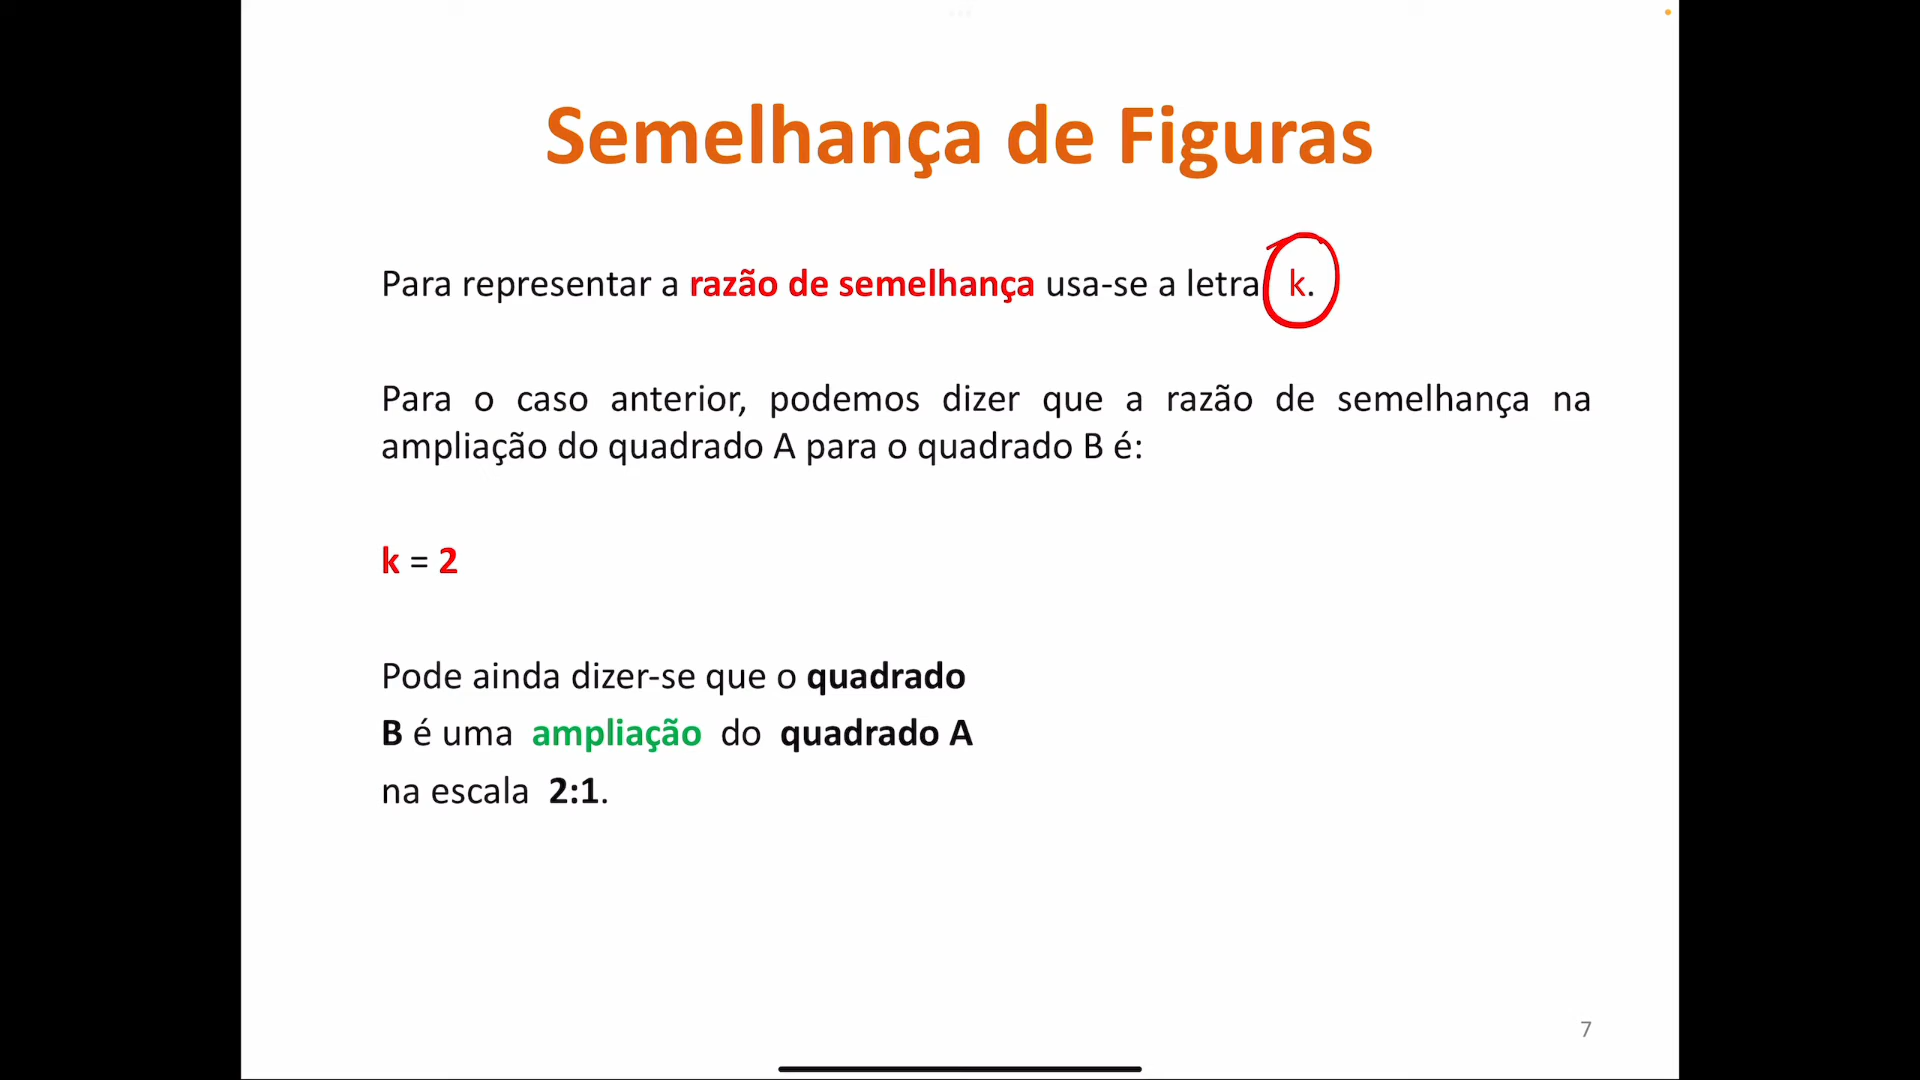 Semelhança de Figuras
Para representar a razão de semelhança usa-se a letra k.
Para o caso anterior, podemos dizer que a razão de semelhança na
ampliação do quadrado A para o quadrado B é:
k = 2
Pode ainda dizer-se que o quadrado
B é uma ampliação do quadrado A
na escala 2:1.
7